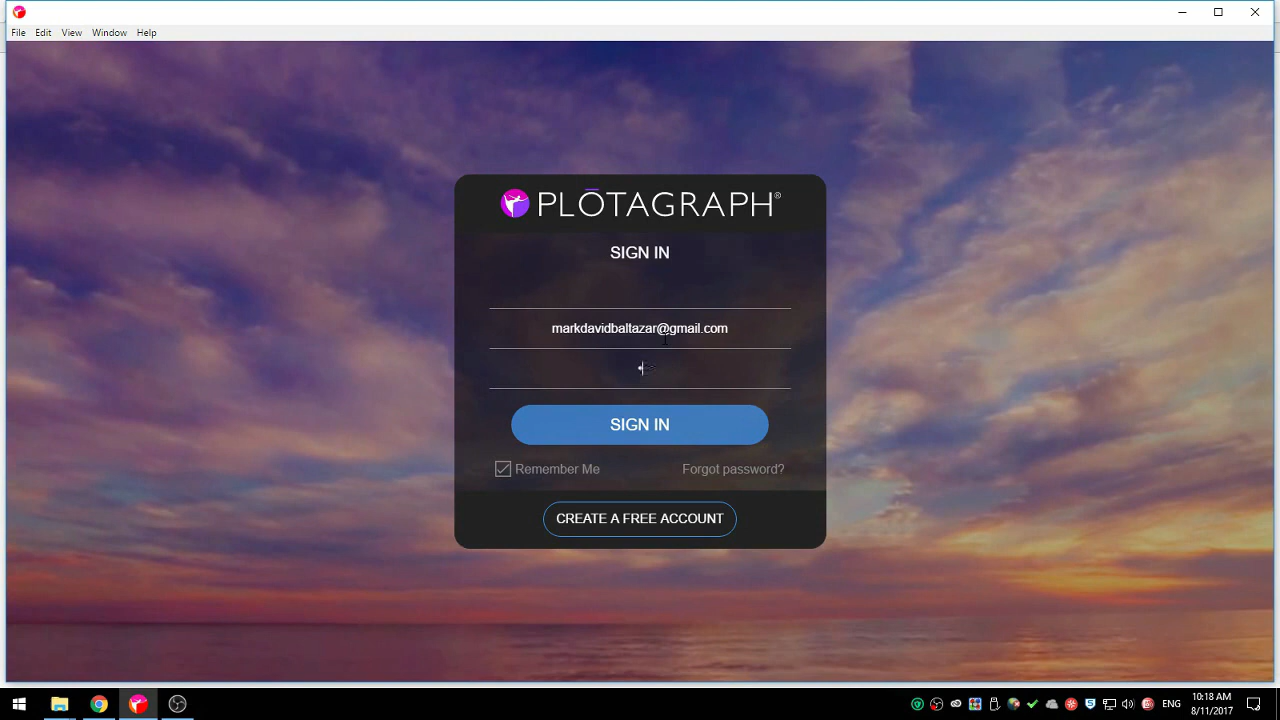 File Edit View Window Help
PLŌTAGRAPH®
SIGN IN
markdavidbaltazar@gmail.com
SIGN IN
Remember Me Forgot password?
CREATE A FREE ACCOUNT
ENG
10:18 AM
8/11/2017